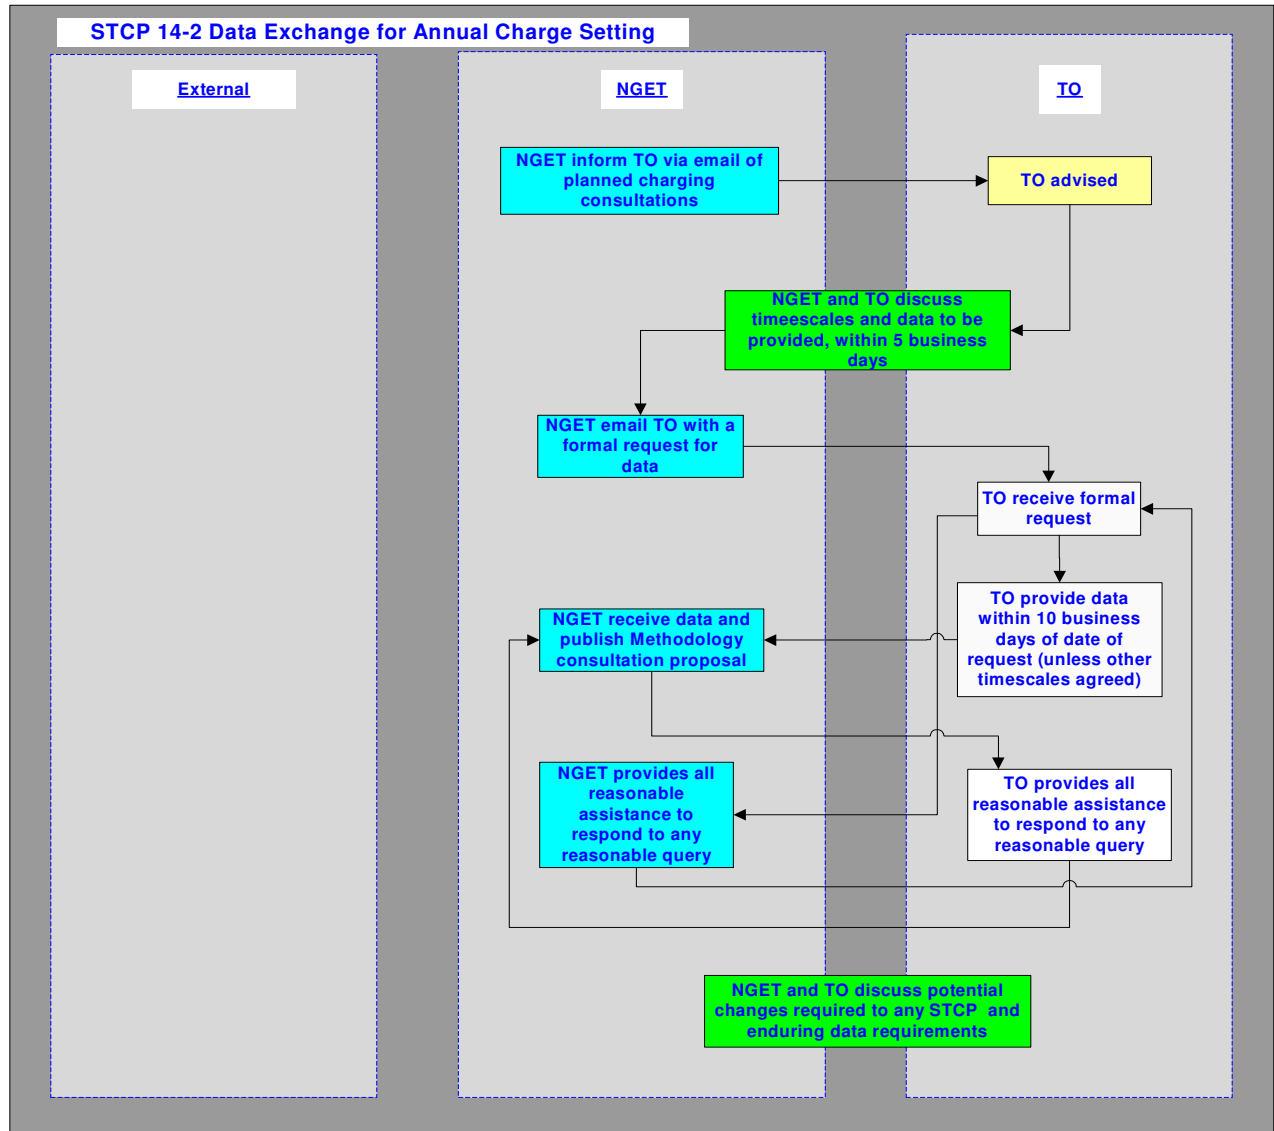 STCP 14-2 Data Exchange for Annual Charge Setting
External
NGET
TO
NGET inform TO via email of
planned charging
consultations
TO advised
NGET and TO discuss
timeescales and data to be
provided, within 5 business
days
NGET email TO with a
formal request for
data
TO receive formal
request
TO provide data
within 10 business
days of date of
request (unless other
timescales agreed)
NGET receive data and
publish Methodology
consultation proposal
NGET provides all
reasonable
assistance to
respond to any
reasonable query
TO provides all
reasonable assistance
to respond to any
reasonable query
NGET and TO discuss potential
changes required to any STCP and
enduring data requirements